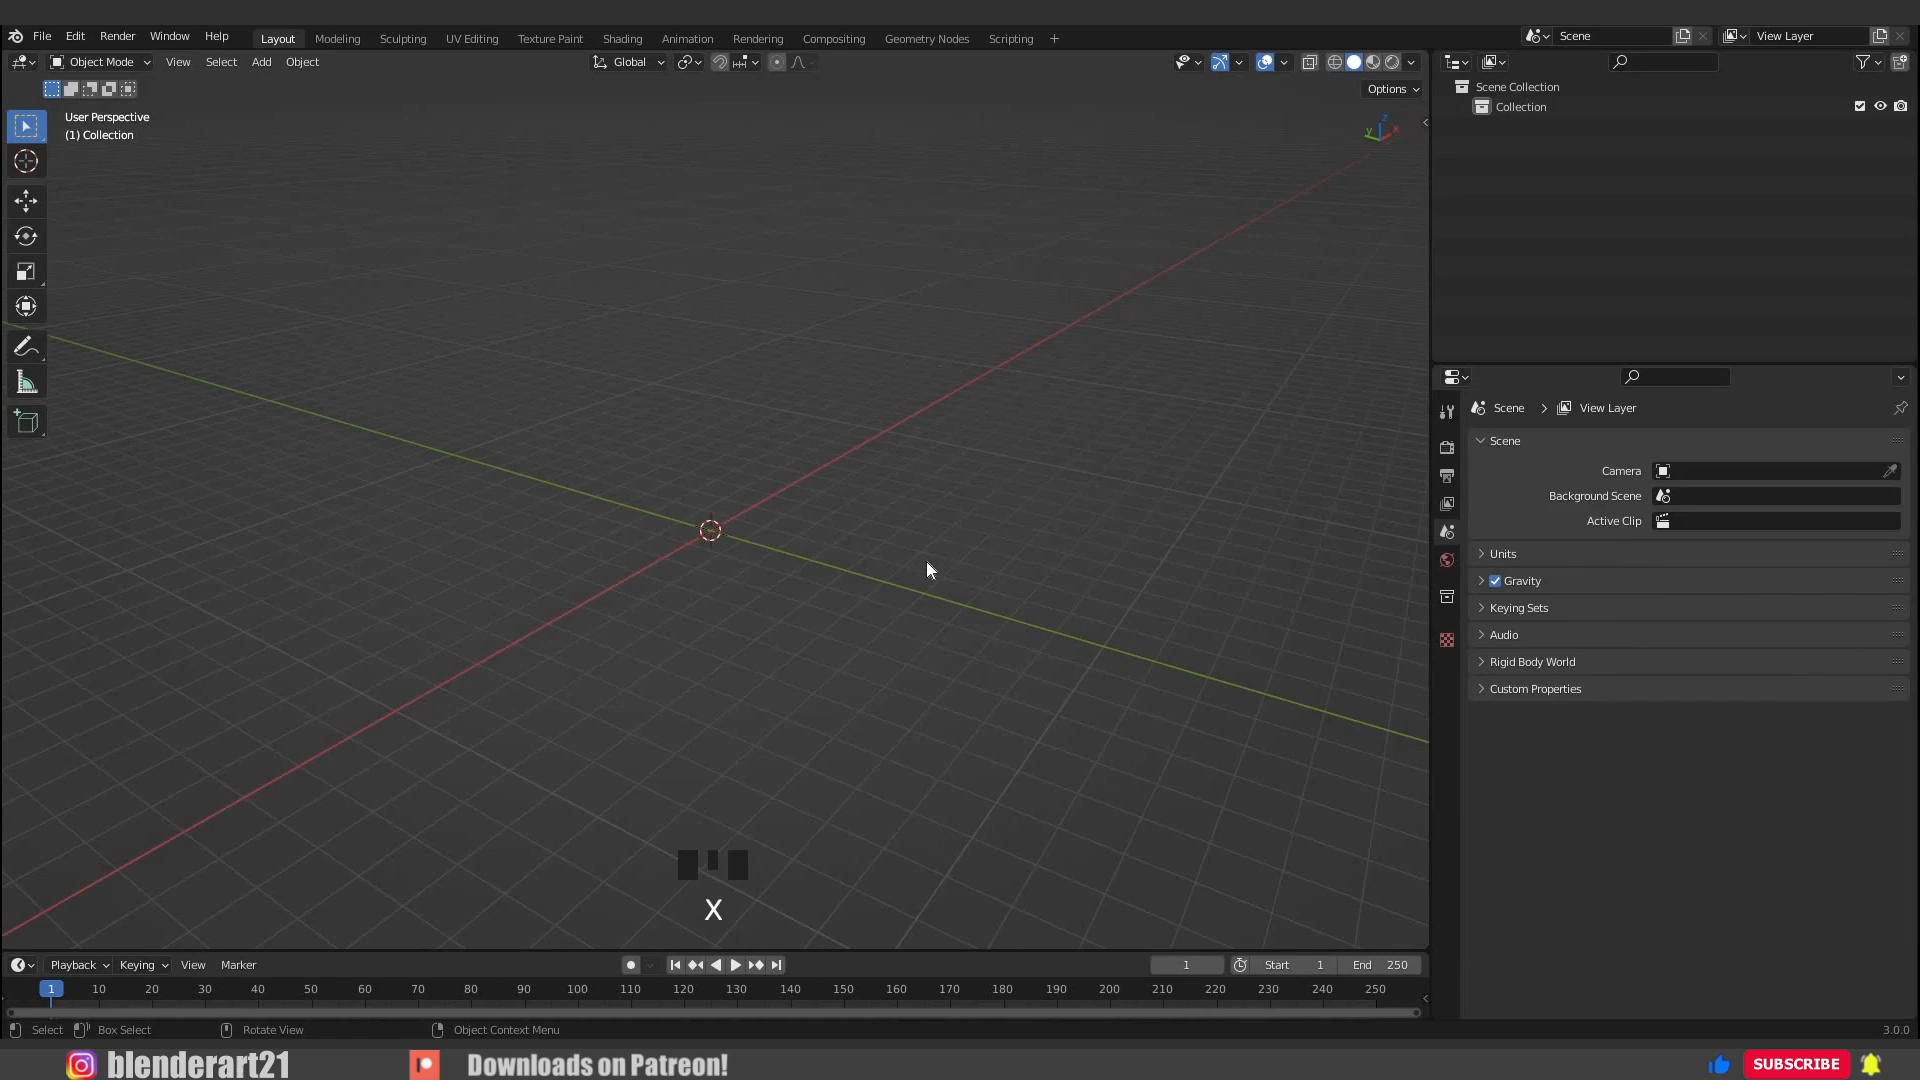 File Edit Render Window Help Layout Modeling Sculpting UV Editing Texture Paint Shading Animation Rendering Compositing Geometry Nodes Scripting + Scene View Layer
Object Mode View Select Add Object Global
Options
User Perspective
(1) Collection
z
y x
Scene Collection
Collection
Scene > View Layer
Scene
Camera
Background Scene
Active Clip
Units
Gravity
Keying Sets
Audio
Rigid Body World
Custom Properties
X
Playback Keying View Marker 1 Start 1 End 250
1 10 20 30 40 50 60 70 80 90 100 110 120 130 140 150 160 170 180 190 200 210 220 230 240 250
Select Box Select Rotate View Object Context Menu 3.0.0
blenderart21 Downloads on Patreon! SUBSCRIBE